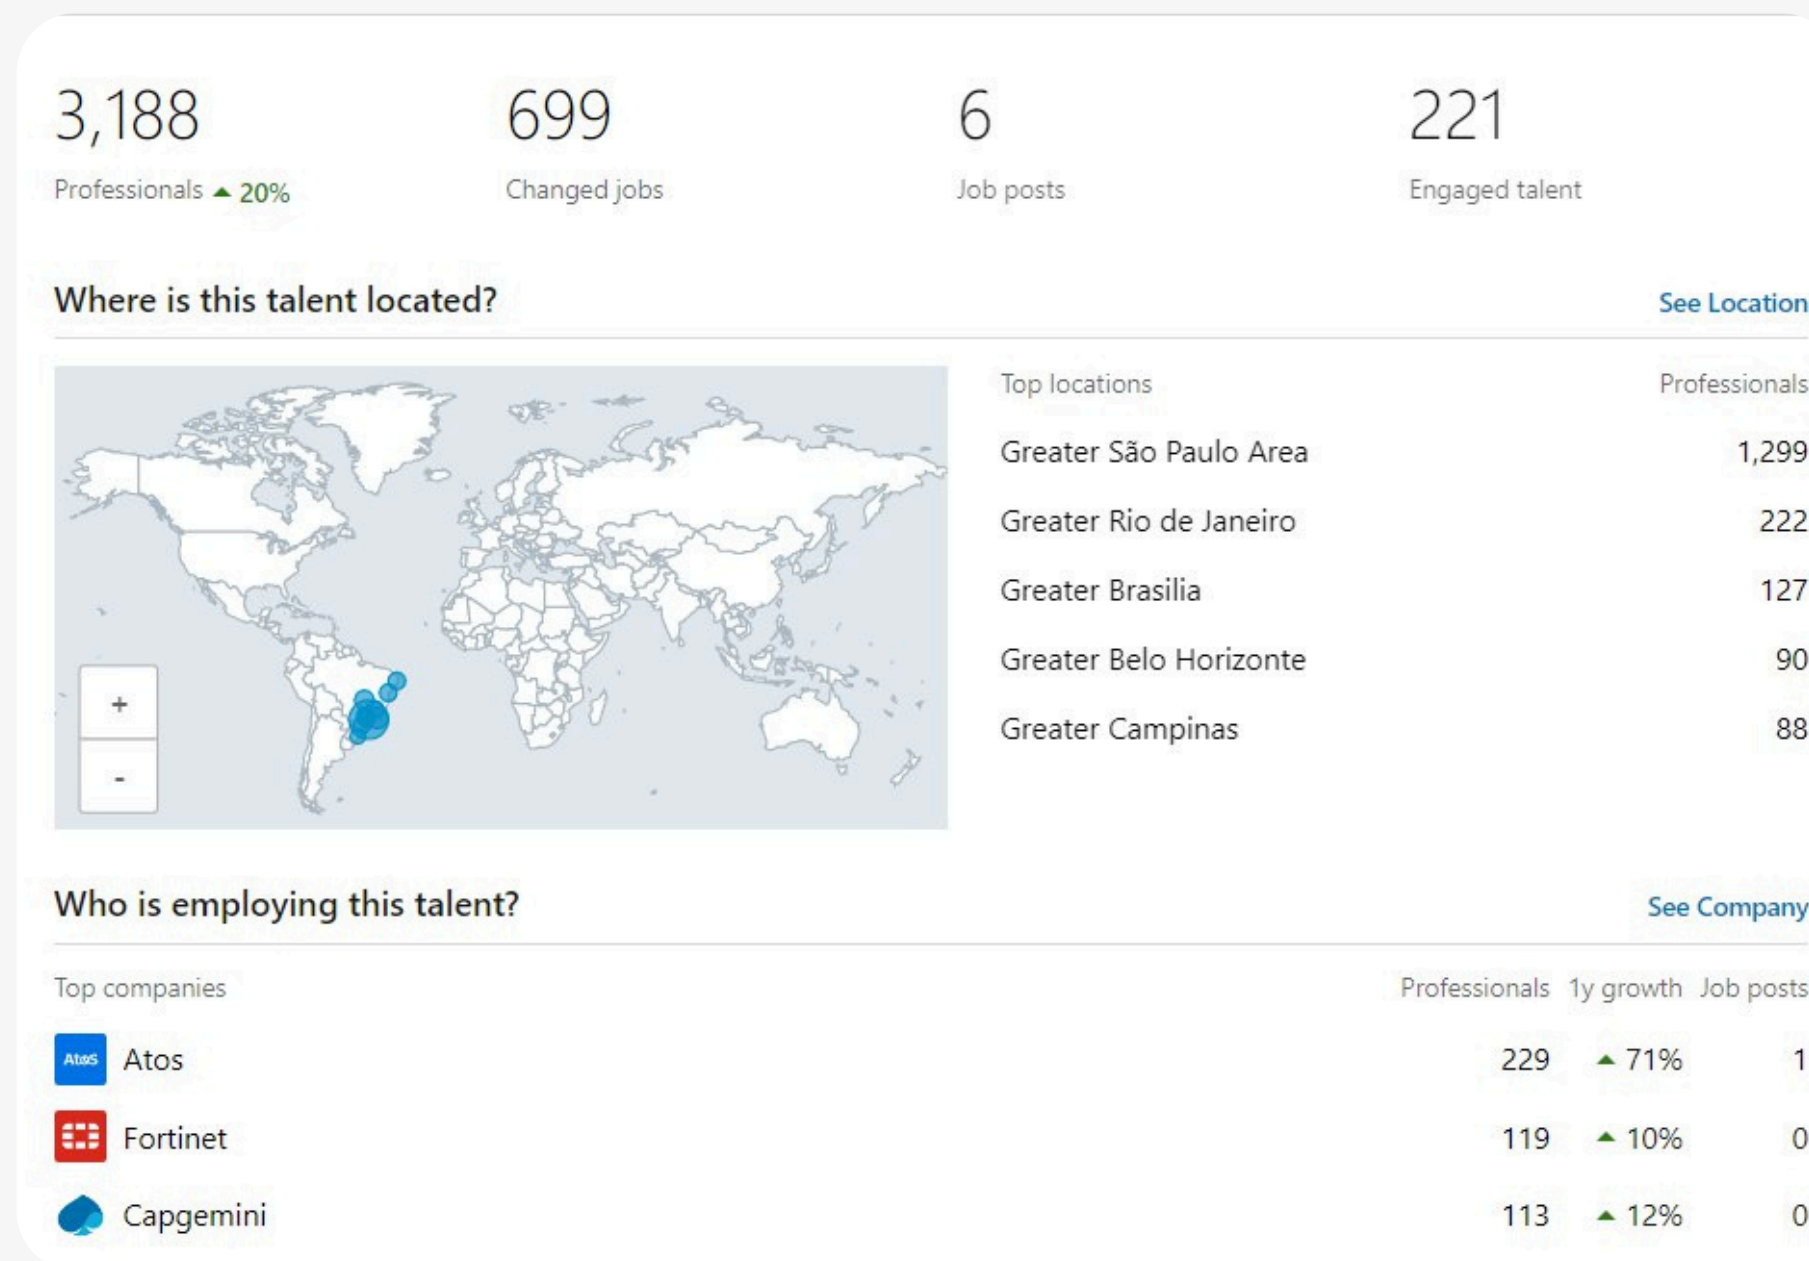 3,188 699 6 221
Professionals ▲ 20% Changed jobs Job posts Engaged talent
Where is this talent located? See Location
Top locations Professionals
Greater São Paulo Area 1,299
Greater Rio de Janeiro 222
Greater Brasilia 127
Greater Belo Horizonte 90
Greater Campinas 88
+
-
Who is employing this talent? See Company
Top companies Professionals 1y growth Job posts
Atos Atos 229 ▲ 71% 1
Fortinet 119 ▲ 10% 0
Capgemini 113 ▲ 12% 0